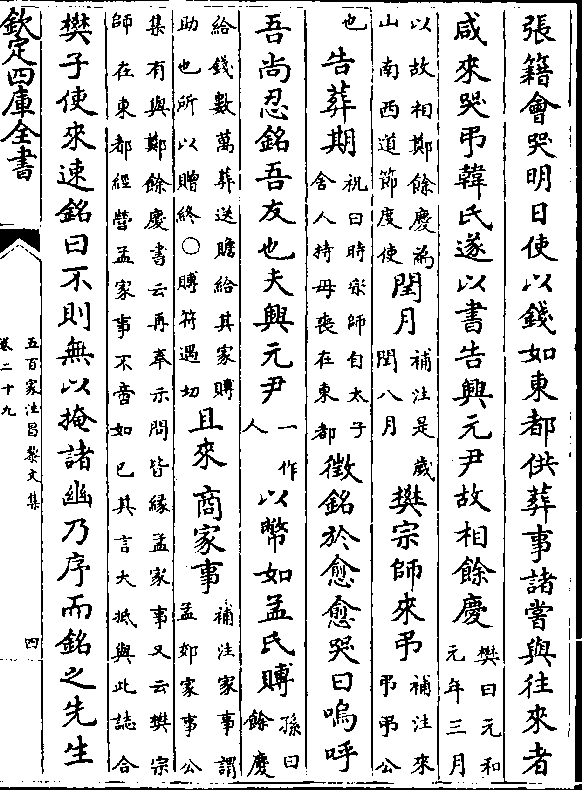 張籍會哭明日使以錢如東都供葬事諸嘗與往來者
咸來哭弔韓氏遂以書告興元尹故相餘慶樊曰元和元年三月
以故相鄭餘慶為山南西道節度使閏月補注是歲閏八月樊宗師來弔補注來弔弔公
也告葬期祝曰時宗師自太子舍人持母喪在東都徵銘於愈愈哭曰嗚呼
吾尚忍銘吾友也夫興元尹一作人以幣如孟氏賻孫曰餘慶
給錢數萬葬送贍給其家賻助也所以贈終〇賻符遇切且來商家事補注家事謂孟郊家事公
集有與鄭餘慶書云再奉示問皆緣孟家事又云樊宗師在東都經營孟家事不啻如已其言大抵與此誌合
樊子使來速銘曰不則無以掩諸幽乃序而銘之先生
欽定四庫全書
五百家注昌黎文集
卷二十九
四